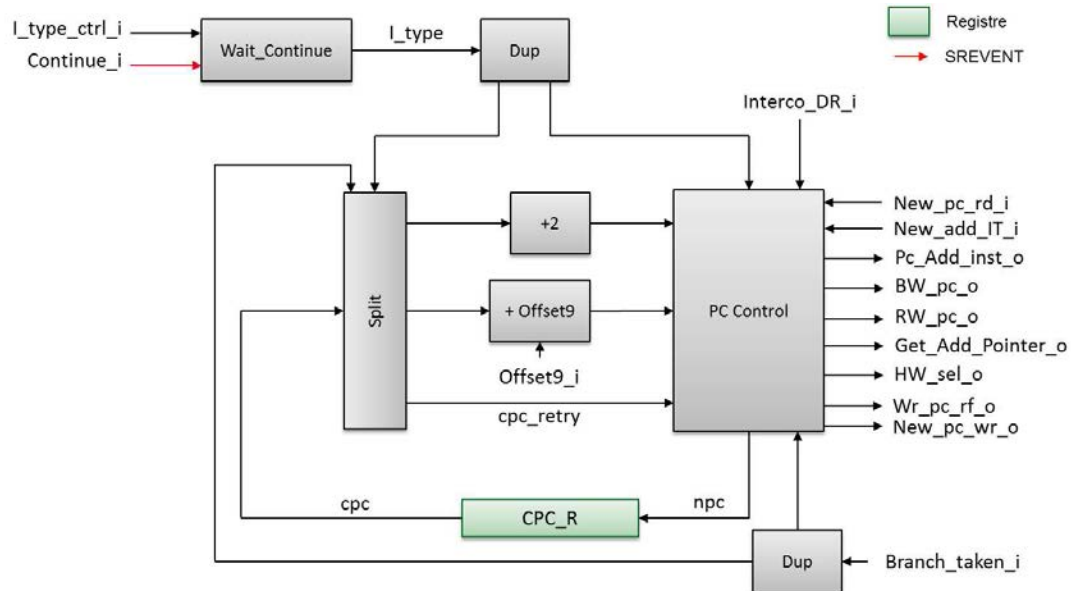 I_type_ctrl_i
Continue_i
Wait_Continue
I_type
Dup
Registre
SREVENT
Interco_DR_i
Split
+2
+ Offset9
Offset9_i
cpc_retry
PC Control
New_pc_rd_i
New_add_IT_i
Pc_Add_inst_o
BW_pc_o
RW_pc_o
Get_Add_Pointer_o
HW_sel_o
Wr_pc_rf_o
New_pc_wr_o
cpc
CPC_R
npc
Dup
Branch_taken_i